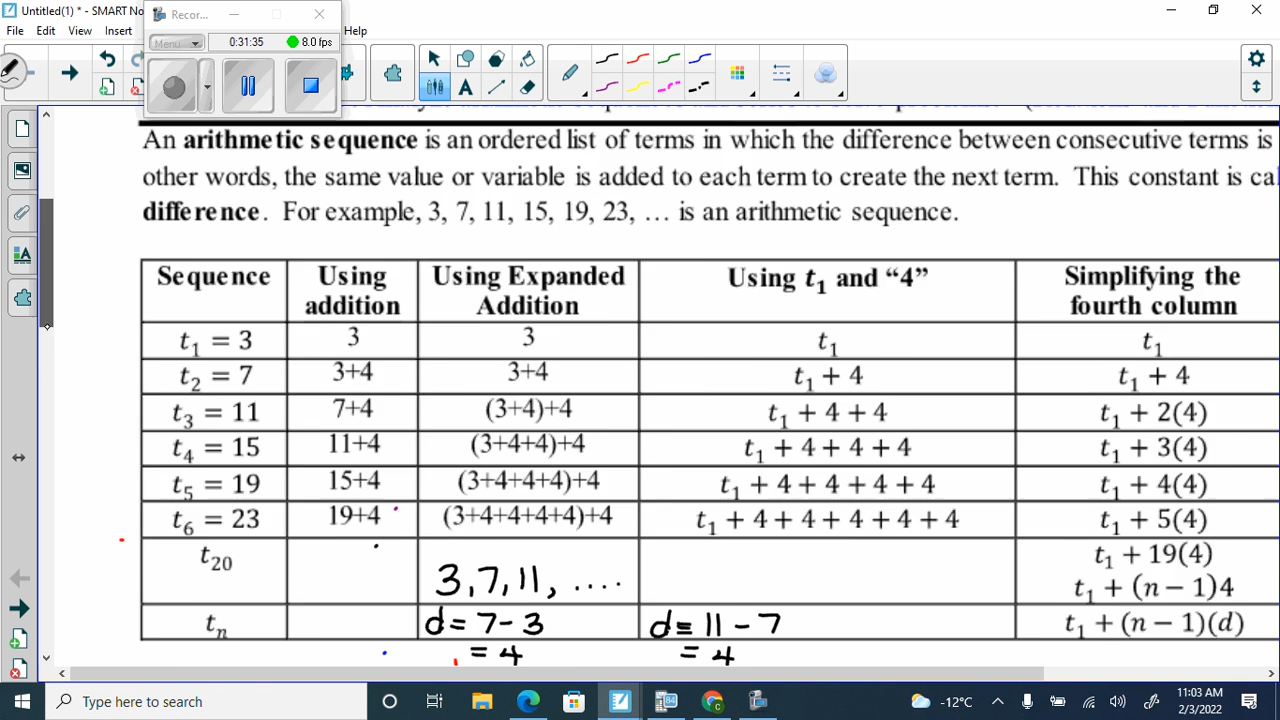 Untitled(1) * - SMART No
Recor...
File Edit View Insert Help
Menu 0:31:35 8.0 fps
An arithmetic sequence is an ordered list of terms in which the difference between consecutive terms is
other words, the same value or variable is added to each term to create the next term. This constant is ca
difference. For example, 3, 7, 11, 15, 19, 23, … is an arithmetic sequence.
Sequence Using addition Using Expanded Addition Using t₁ and “4” Simplifying the fourth column
t₁ = 3 3 3 t₁ t₁
t₂ = 7 3+4 3+4 t₁ + 4 t₁ + 4
t₃ = 11 7+4 (3+4)+4 t₁ + 4 + 4 t₁ + 2(4)
t₄ = 15 11+4 (3+4+4)+4 t₁ + 4 + 4 + 4 t₁ + 3(4)
t₅ = 19 15+4 (3+4+4+4)+4 t₁ + 4 + 4 + 4 + 4 t₁ + 4(4)
t₆ = 23 19+4 (3+4+4+4+4)+4 t₁ + 4 + 4 + 4 + 4 + 4 t₁ + 5(4)
t₂₀ t₁ + 19(4)
3, 7, 11, .... t₁ + (n − 1)4
tₙ d = 7 - 3 d = 11 - 7 t₁ + (n − 1)(d)
= 4 = 4
Type here to search
-12°C
11:03 AM
2/3/2022